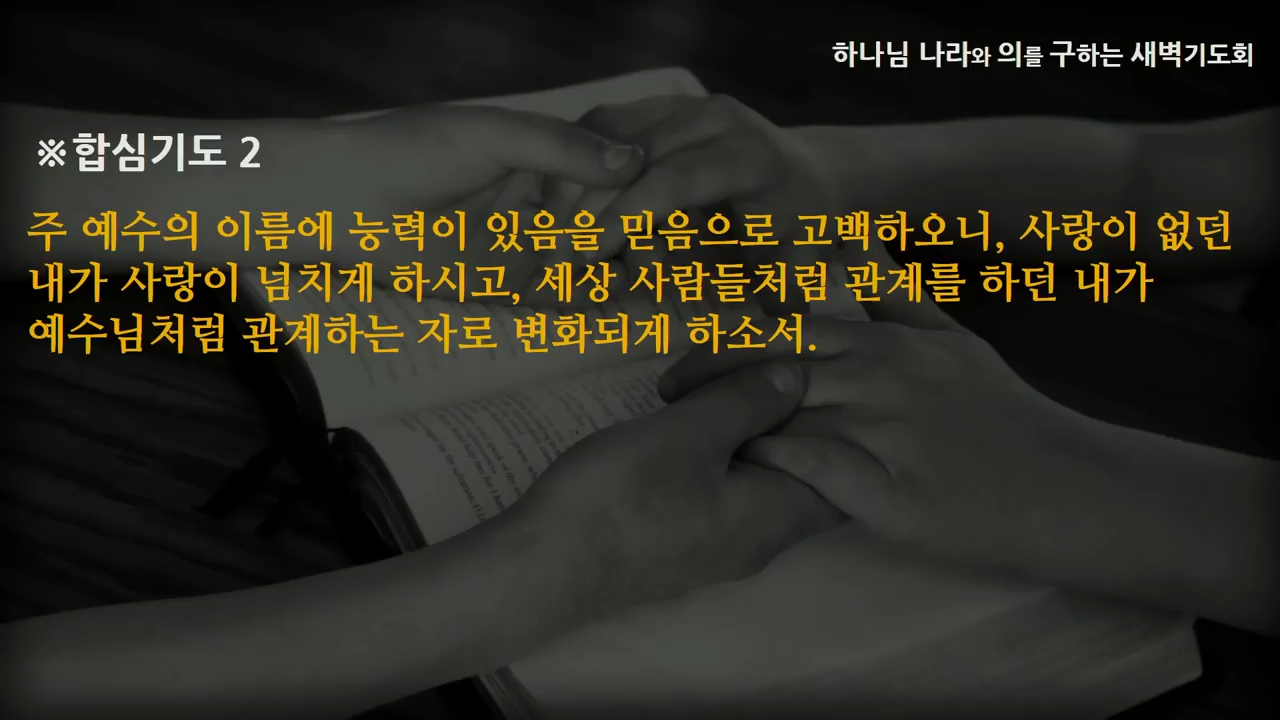 하나님 나라와 의를 구하는 새벽기도회
※합심기도 2
주 예수의 이름에 능력이 있음을 믿음으로 고백하오니, 사랑이 없던
내가 사랑이 넘치게 하시고, 세상 사람들처럼 관계를 하던 내가
예수님처럼 관계하는 자로 변화되게 하소서.